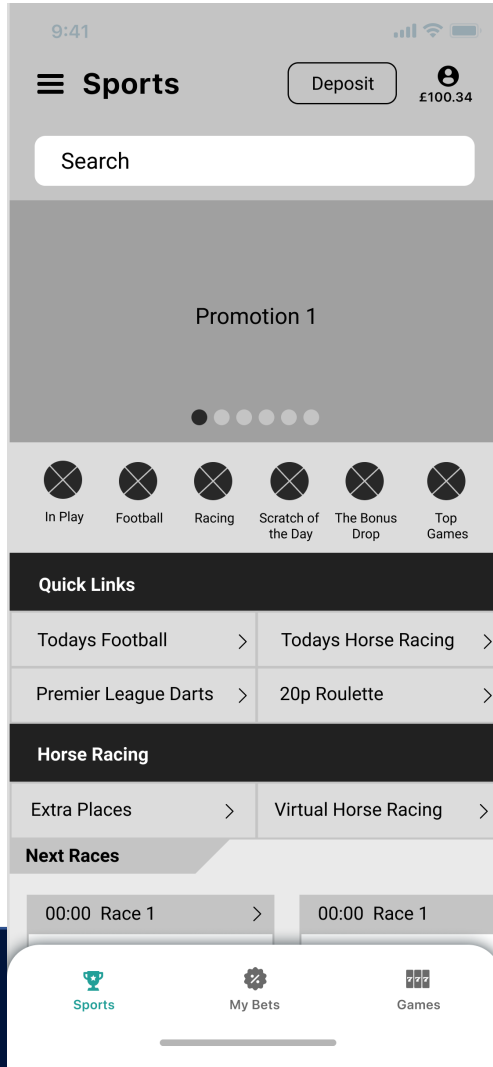 9:41
Sports
Deposit
£100.34
Search
Promotion 1
In Play
Football
Racing
Scratch of
the Day
The Bonus
Drop
Top
Games
Quick Links
Todays Football
Todays Horse Racing
Premier League Darts
20p Roulette
Horse Racing
Extra Places
Virtual Horse Racing
Next Races
00:00 Race 1
00:00 Race 1
777
Sports
My Bets
Games